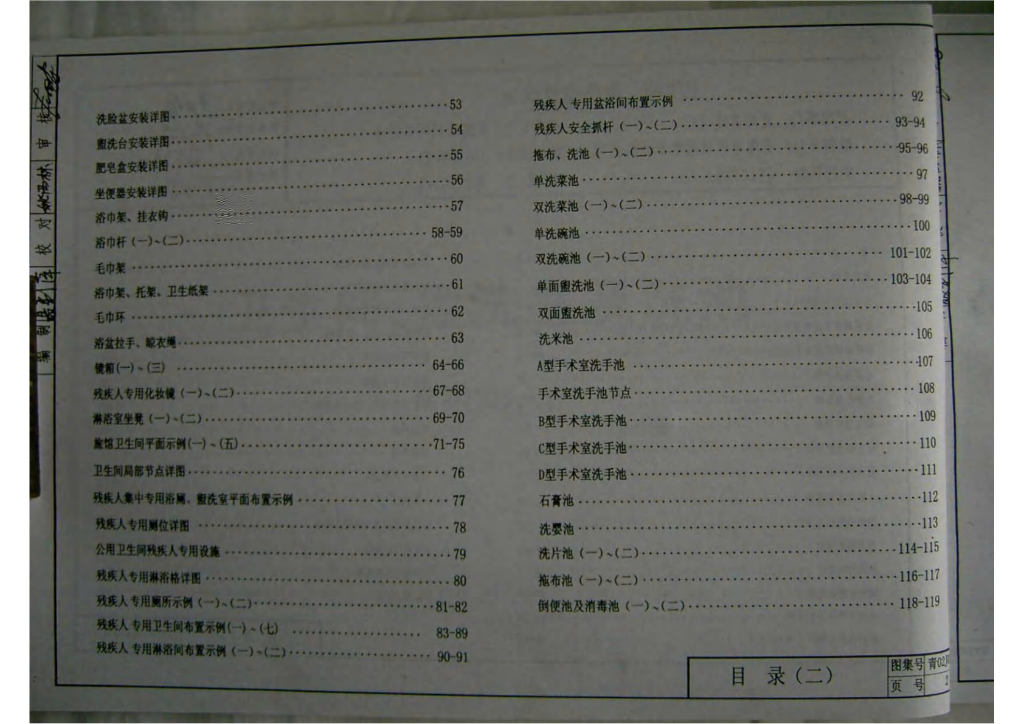 洗脸盆安装详图 53
盥洗台安装详图 54
肥皂盒安装详图 55
坐便器安装详图 56
浴巾架、挂衣钩 57
浴巾杆（一）~（二） 58-59
毛巾架 60
浴巾架、托架、卫生纸架 61
毛巾环 62
浴盆拉手、晾衣绳 63
镜箱(一)~(三) 64-66
残疾人专用化妆镜（一）~（二） 67-68
淋浴室坐凳（一）~（二） 69-70
旅馆卫生间平面示例(一)~(五) 71-75
卫生间局部节点详图 76
残疾人集中专用浴厕、盥洗室平面布置示例 77
残疾人专用厕位详图 78
公用卫生间残疾人专用设施 79
残疾人专用淋浴格详图 80
残疾人专用厕所示例（一）~（二） 81-82
残疾人专用卫生间布置示例(一)~(七) 83-89
残疾人专用淋浴间布置示例（一）~（二） 90-91
残疾人专用盆浴间布置示例 92
残疾人安全抓杆（一）~（二） 93-94
拖布、洗池（一）~（二） 95-96
单洗菜池 97
双洗菜池（一）~（二） 98-99
单洗碗池 100
双洗碗池（一）~（二） 101-102
单面盥洗池（一）~（二） 103-104
双面盥洗池 105
洗米池 106
A型手术室洗手池 107
手术室洗手池节点 108
B型手术室洗手池 109
C型手术室洗手池 110
D型手术室洗手池 111
石膏池 112
洗婴池 113
洗片池（一）~（二） 114-115
拖布池（一）~（二） 116-117
倒便池及消毒池（一）~（二） 118-119
目 录（二）
图集号 青02J
页 号 2
审 核
校 对
编 制